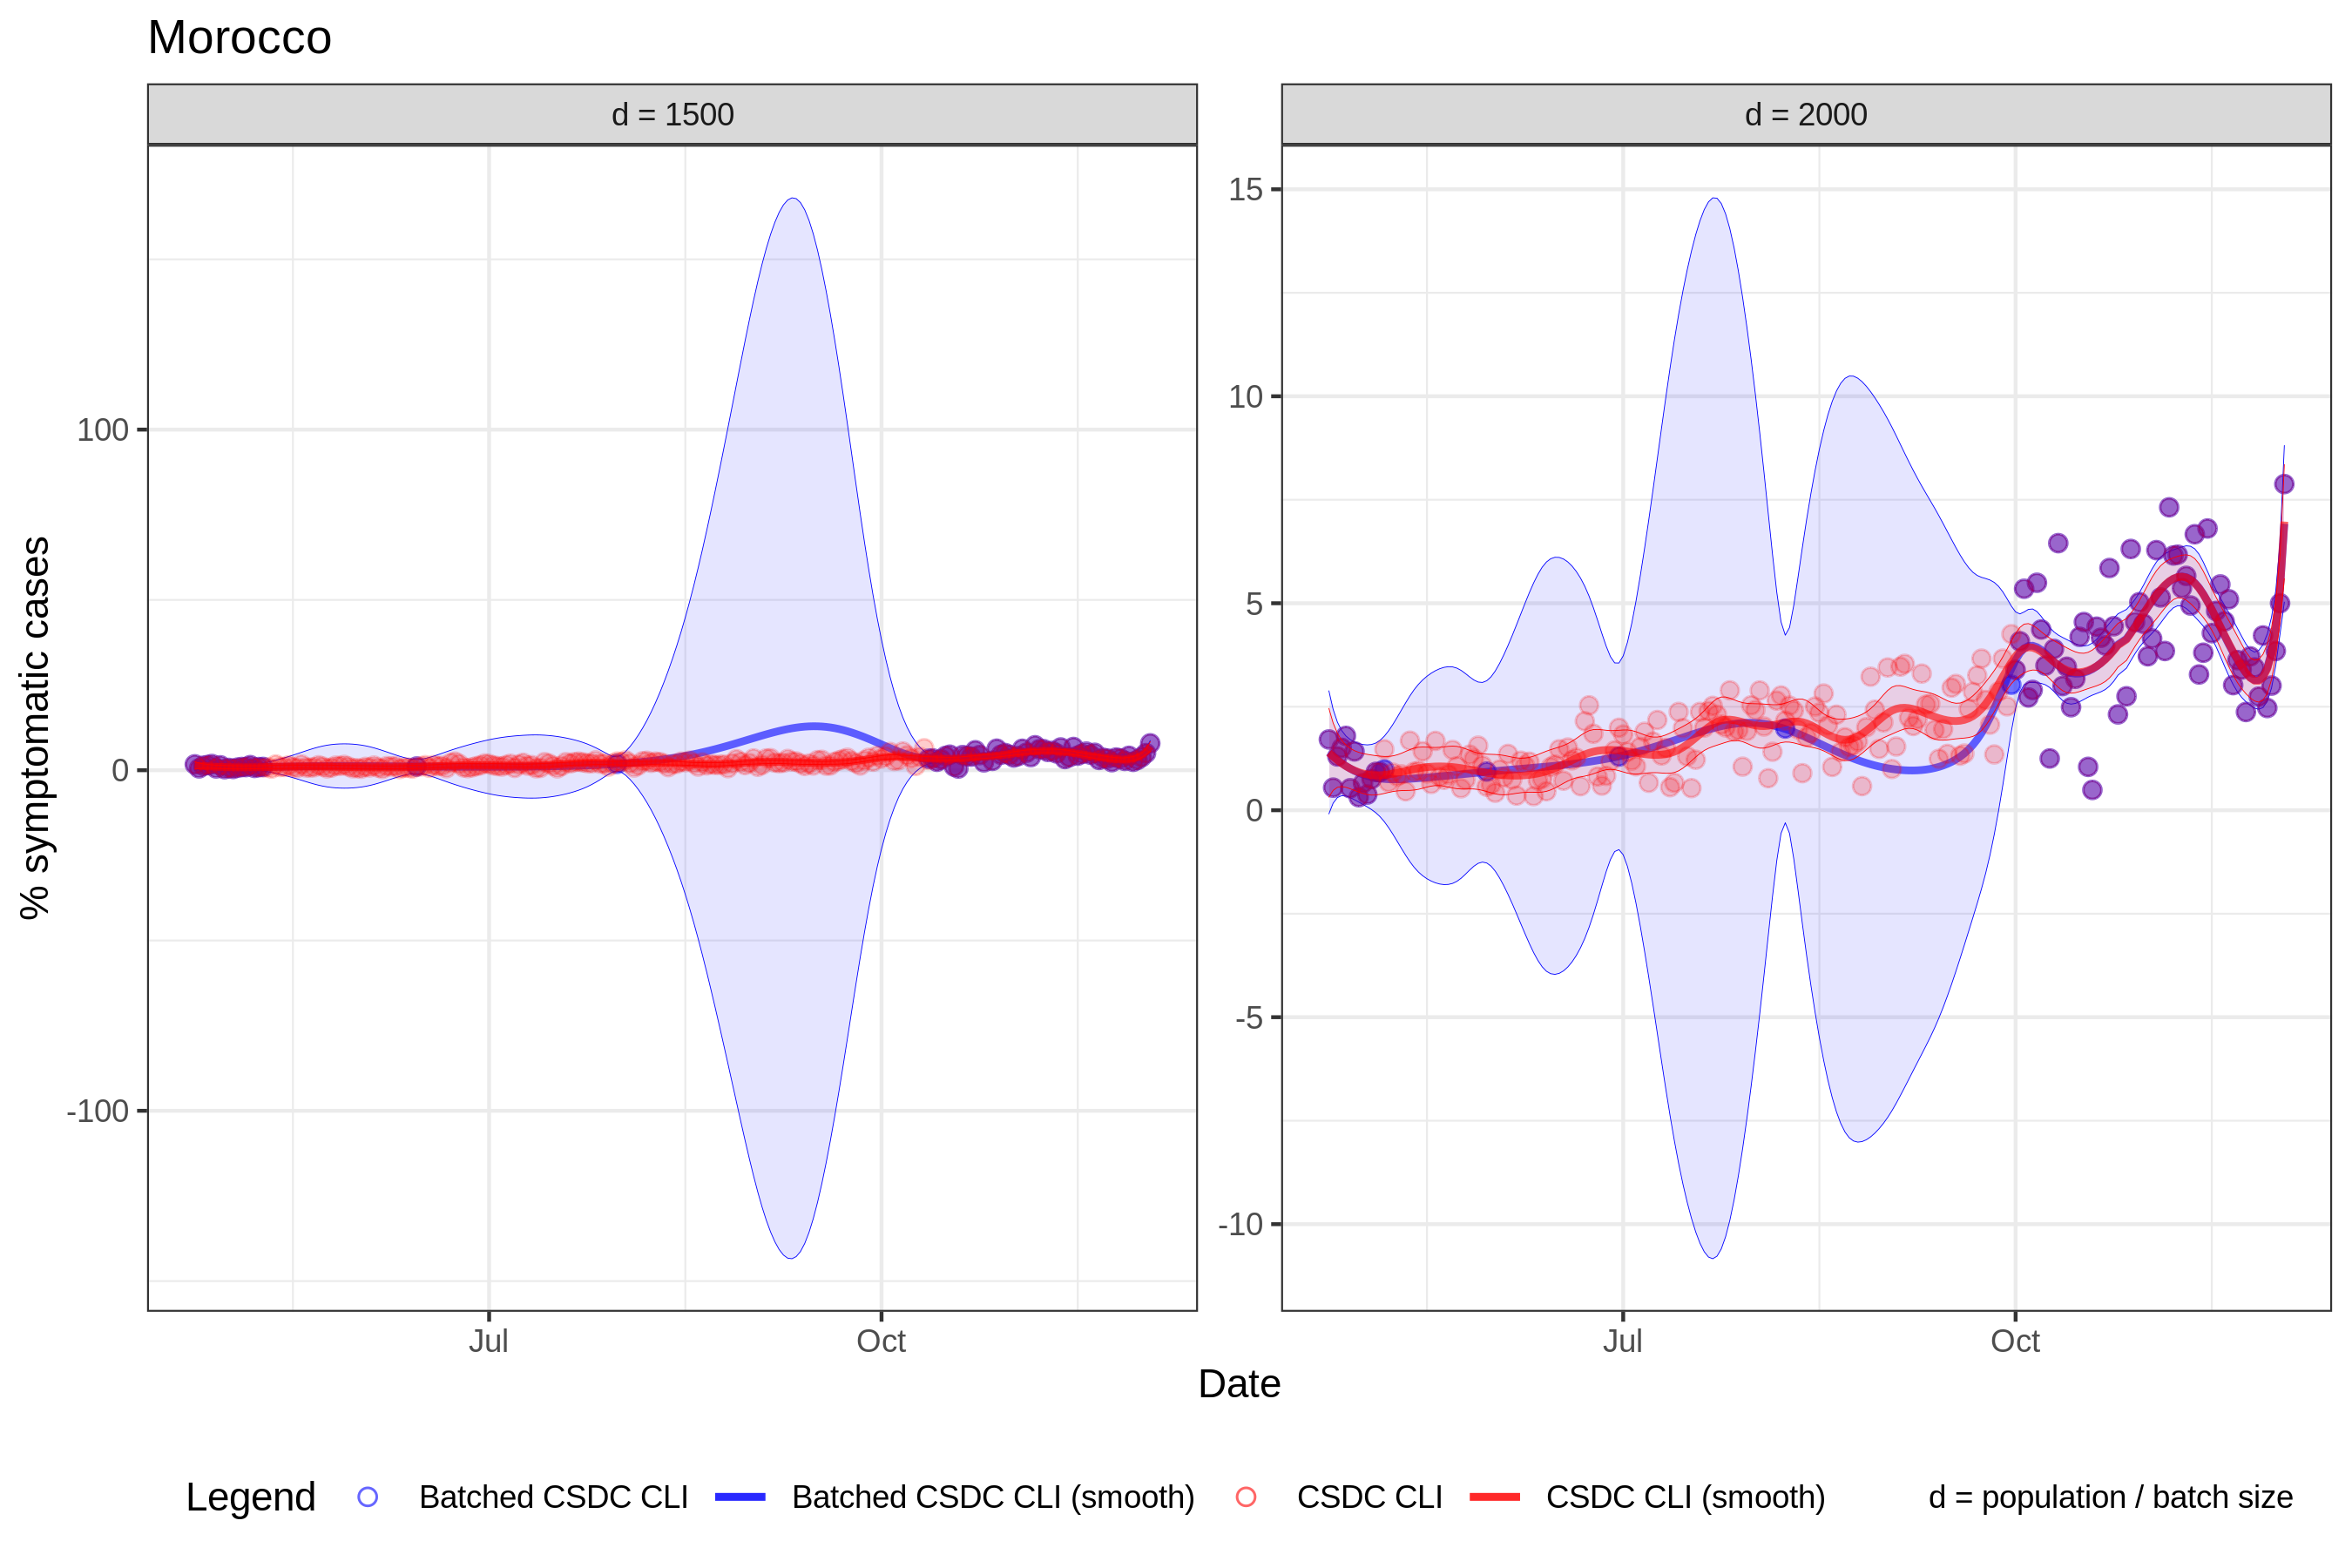 Morocco
d = 1500
d = 2000
% symptomatic cases
100
0
-100
15
10
5
0
-5
-10
Jul
Oct
Jul
Oct
Date
Legend
Batched CSDC CLI
Batched CSDC CLI (smooth)
CSDC CLI
CSDC CLI (smooth)
d = population / batch size